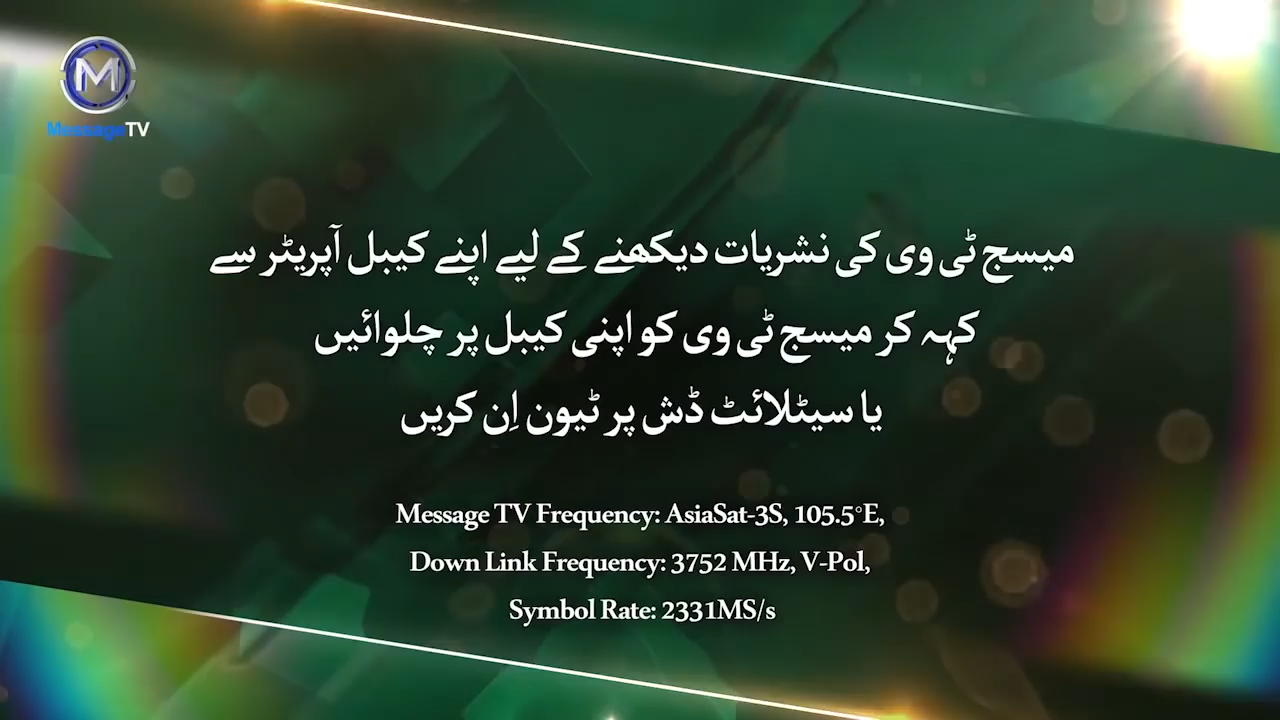 M
MessageTV
میسج ٹی وی کی نشریات دیکھنے کے لیے اپنے کیبل آپریٹر سے
کہہ کر میسج ٹی وی کو اپنی کیبل پر چلوائیں
یا سیٹلائٹ ڈش پر ٹیون اِن کریں
Message TV Frequency: AsiaSat-3S, 105.5°E,
Down Link Frequency: 3752 MHz, V-Pol,
Symbol Rate: 2331MS/s